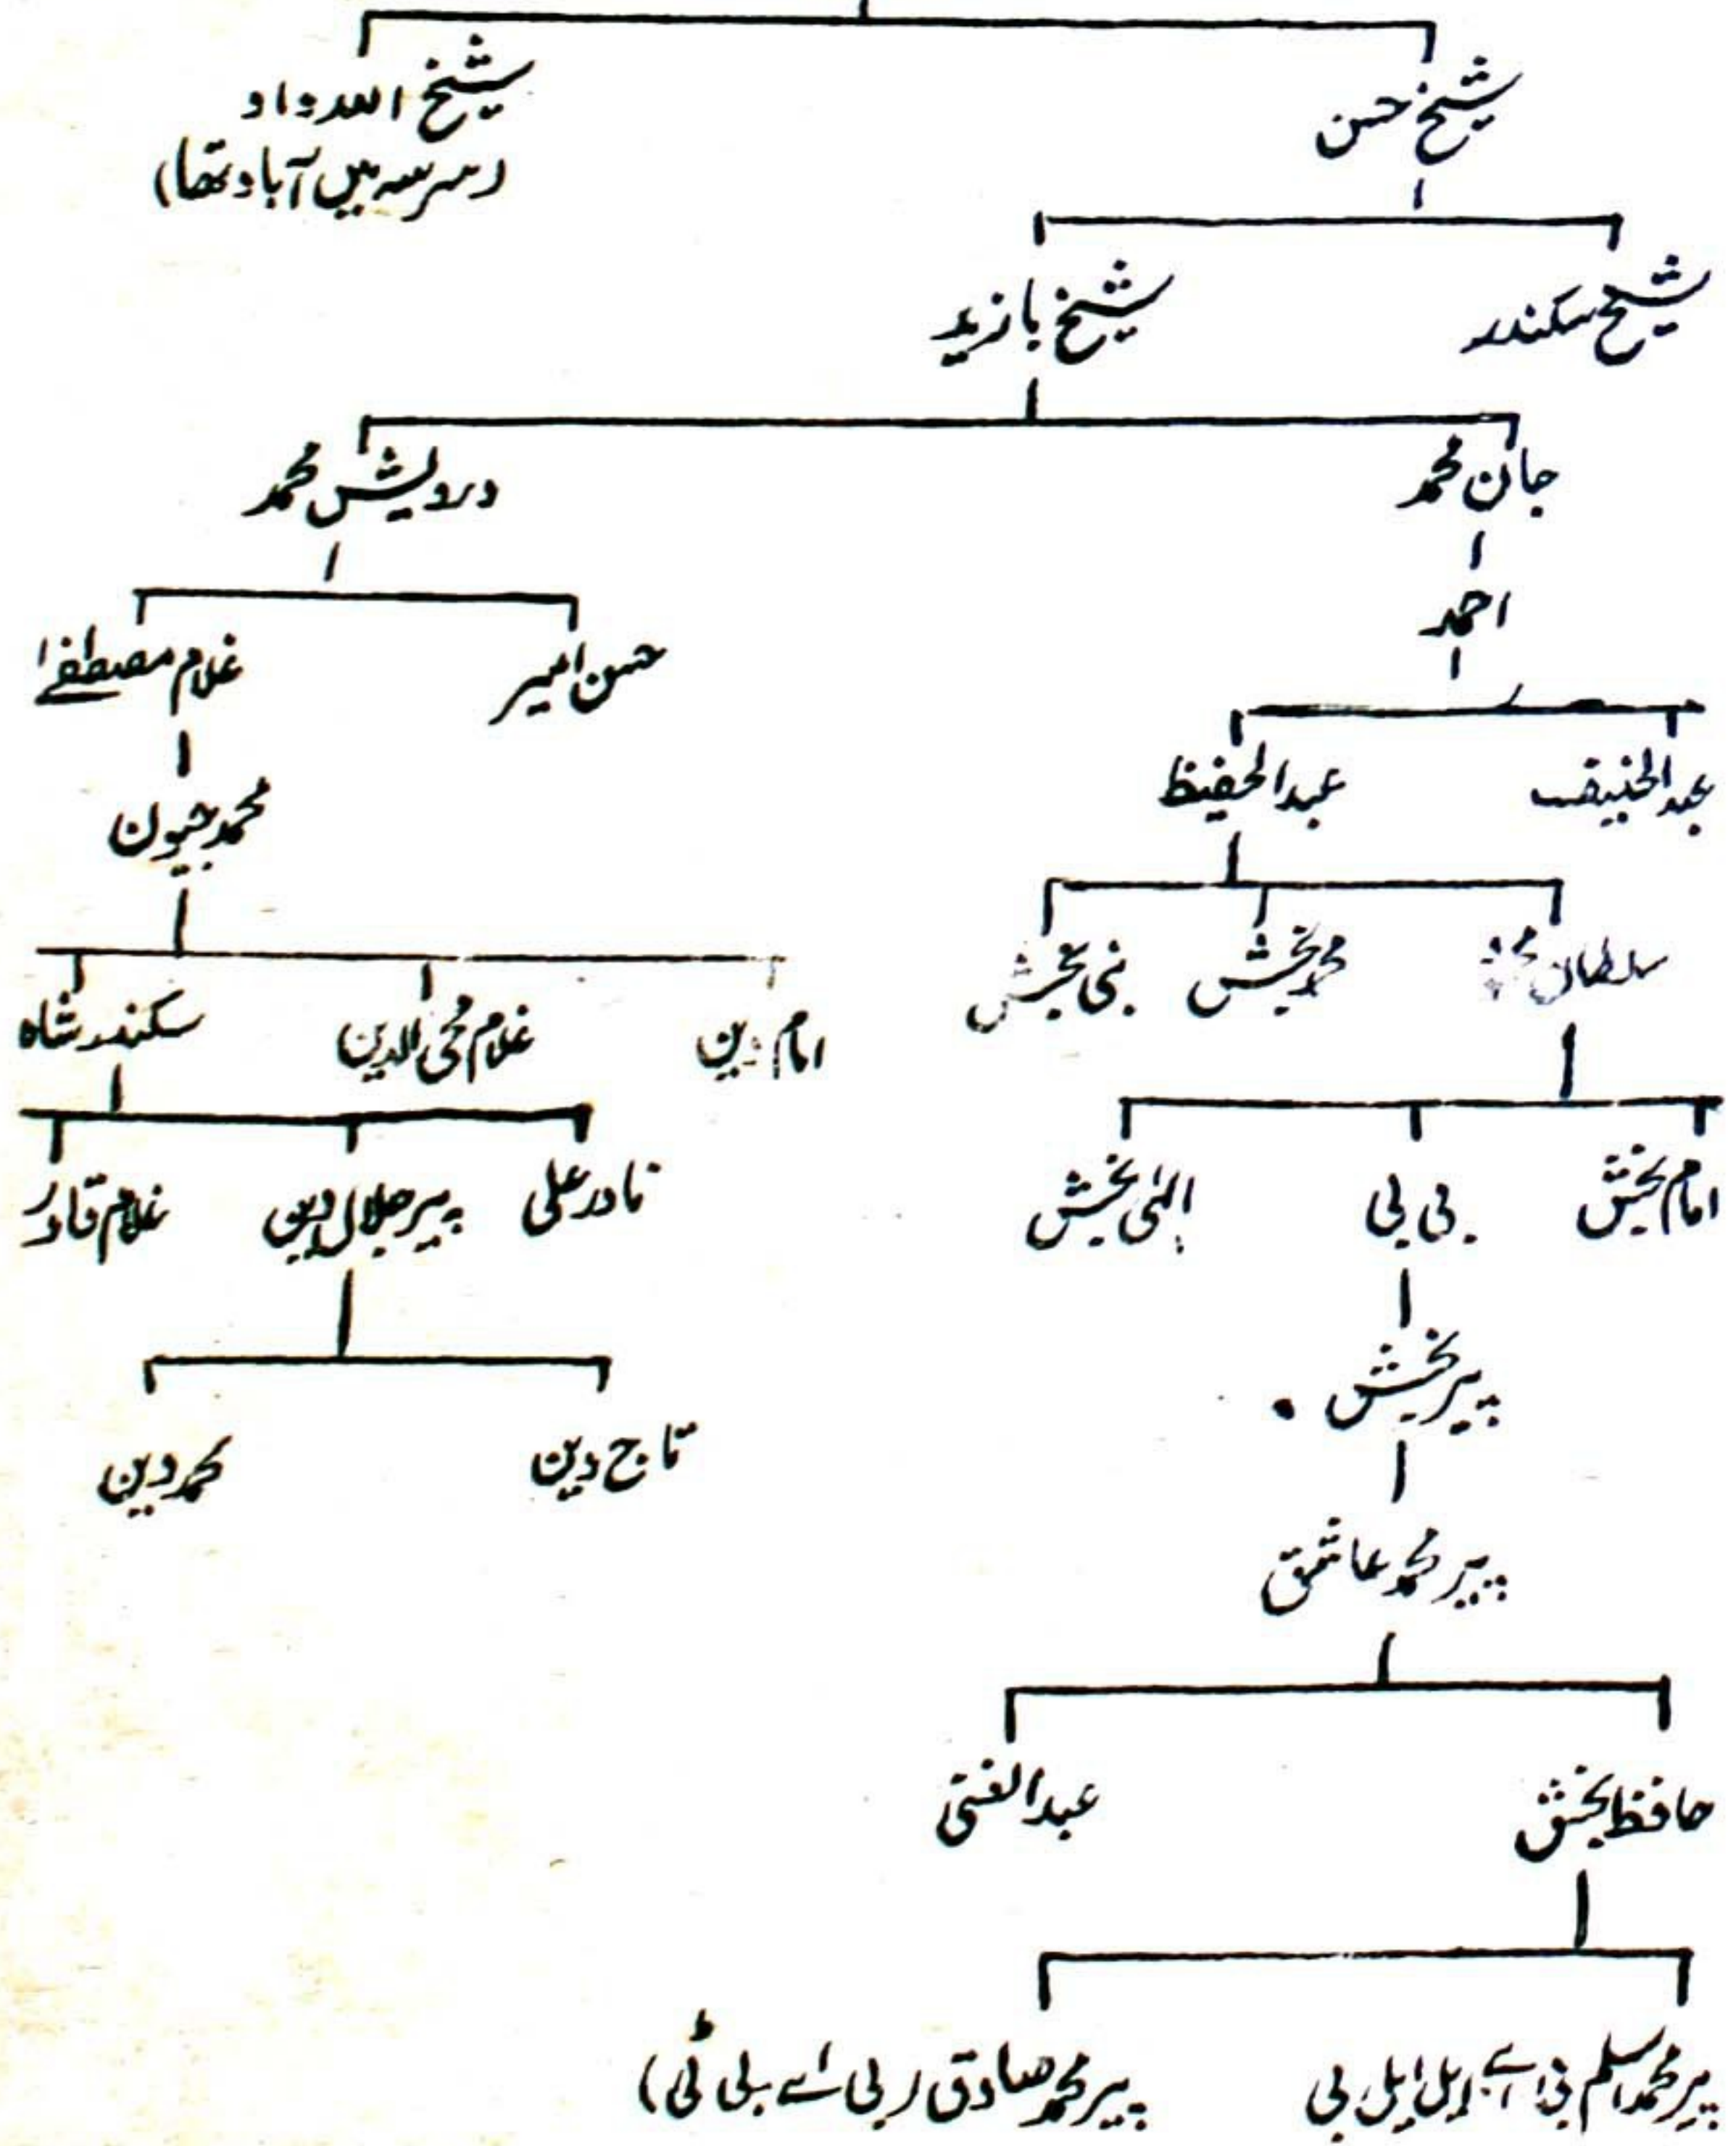 شیخ حسن
شیخ اللہ داد
(سرسہ میں آباد تھا)
شیخ سکندر
شیخ بازید
جان محمد
درویش محمد
احمد
حسن امیر
غلام مصطفےٰ
عبدالحنیف
عبدالحفیظ
محمد جیون
سلطان
محمد بخش
نبی بخش
امام دین
غلام محی الدین
سکندر شاہ
امام بخش
بی بی
الٰہی بخش
نادر علی
پیر جلال دین
غلام قادر
پیر بخش
تاج دین
محمد دین
پیر محمد عاشق
حافظ بخش
عبدالغنی
پیر محمد اسلم بی اے، ایل ایل بی
پیر محمد صادق (بی اے بی ٹی)